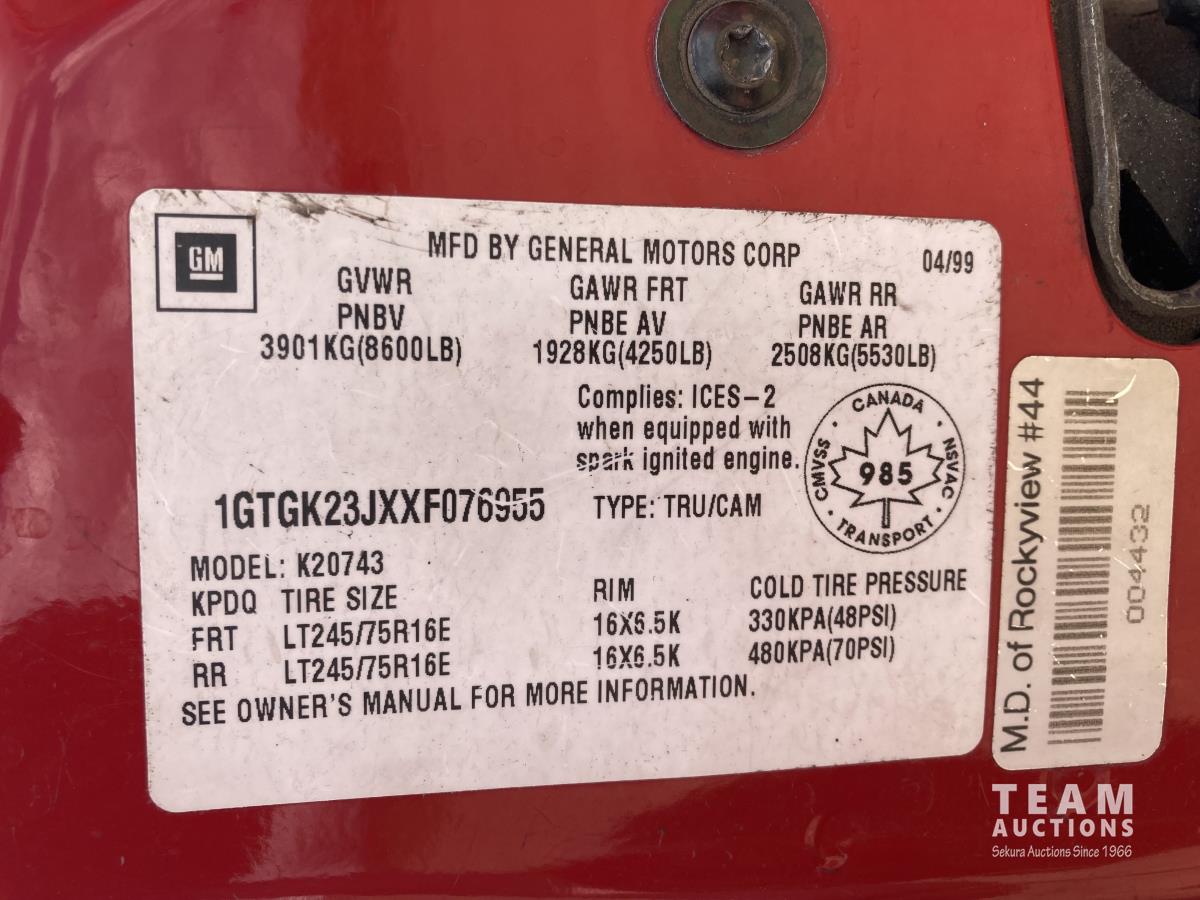 GM
MFD BY GENERAL MOTORS CORP 04/99
GVWR GAWR FRT GAWR RR
PNBV PNBE AV PNBE AR
3901KG(8600LB) 1928KG(4250LB) 2508KG(5530LB)
Complies: ICES-2
when equipped with
spark ignited engine.
CANADA
CMVSS 985 NSVAC
TRANSPORT
1GTGK23JXXF076955 TYPE: TRU/CAM
MODEL: K20743
KPDQ TIRE SIZE RIM COLD TIRE PRESSURE
FRT LT245/75R16E 16X6.5K 330KPA(48PSI)
RR LT245/75R16E 16X6.5K 480KPA(70PSI)
SEE OWNER'S MANUAL FOR MORE INFORMATION.
M.D. of Rockyview #44
004432
TEAM
AUCTIONS
Sekura Auctions Since 1966